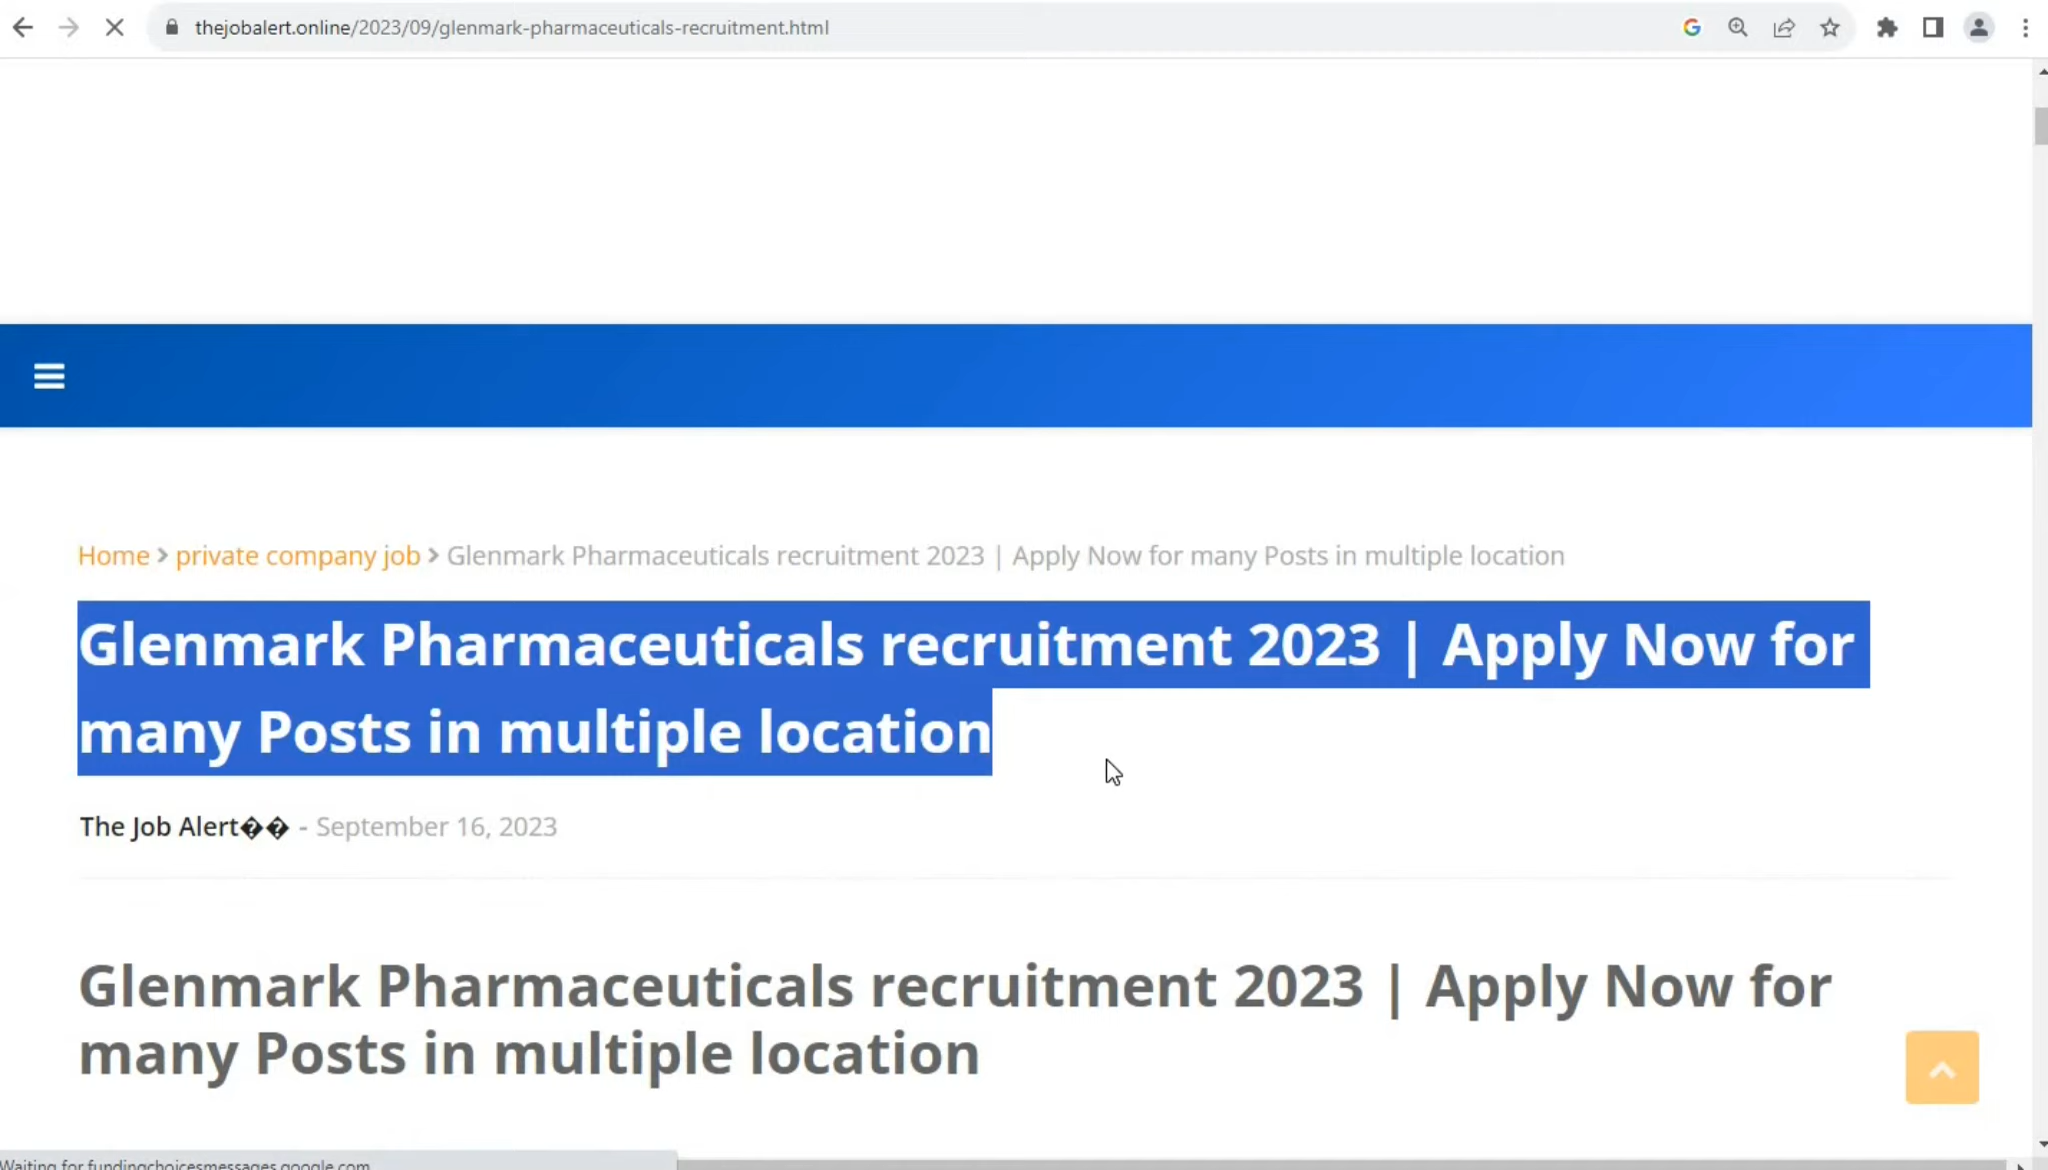 thejobalert.online/2023/09/glenmark-pharmaceuticals-recruitment.html
Home > private company job > Glenmark Pharmaceuticals recruitment 2023 | Apply Now for many Posts in multiple location
Glenmark Pharmaceuticals recruitment 2023 | Apply Now for
many Posts in multiple location
The Job Alert�� - September 16, 2023
Glenmark Pharmaceuticals recruitment 2023 | Apply Now for
many Posts in multiple location
Waiting for fundingchoicesmessages.google.com